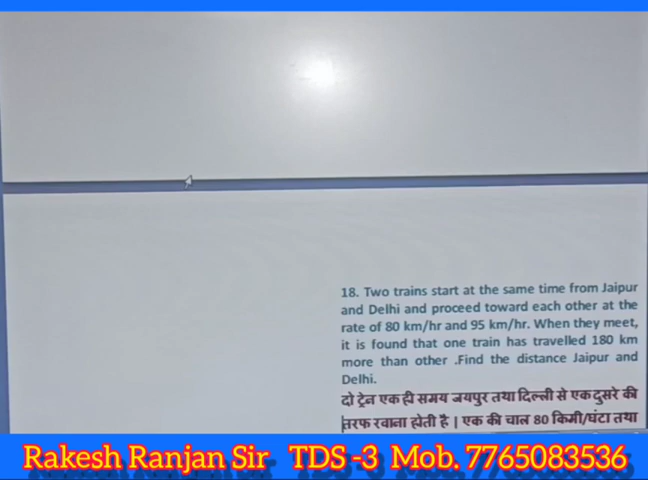 18. Two trains start at the same time from Jaipur
and Delhi and proceed toward each other at the
rate of 80 km/hr and 95 km/hr. When they meet,
it is found that one train has travelled 180 km
more than other .Find the distance Jaipur and
Delhi.
दो ट्रेन एक ही समय जयपुर तथा दिल्ली से एक दुसरे की
तरफ रवाना होती है | एक की चाल 80 किमी/घंटा तथा
Rakesh Ranjan Sir TDS -3 Mob. 7765083536